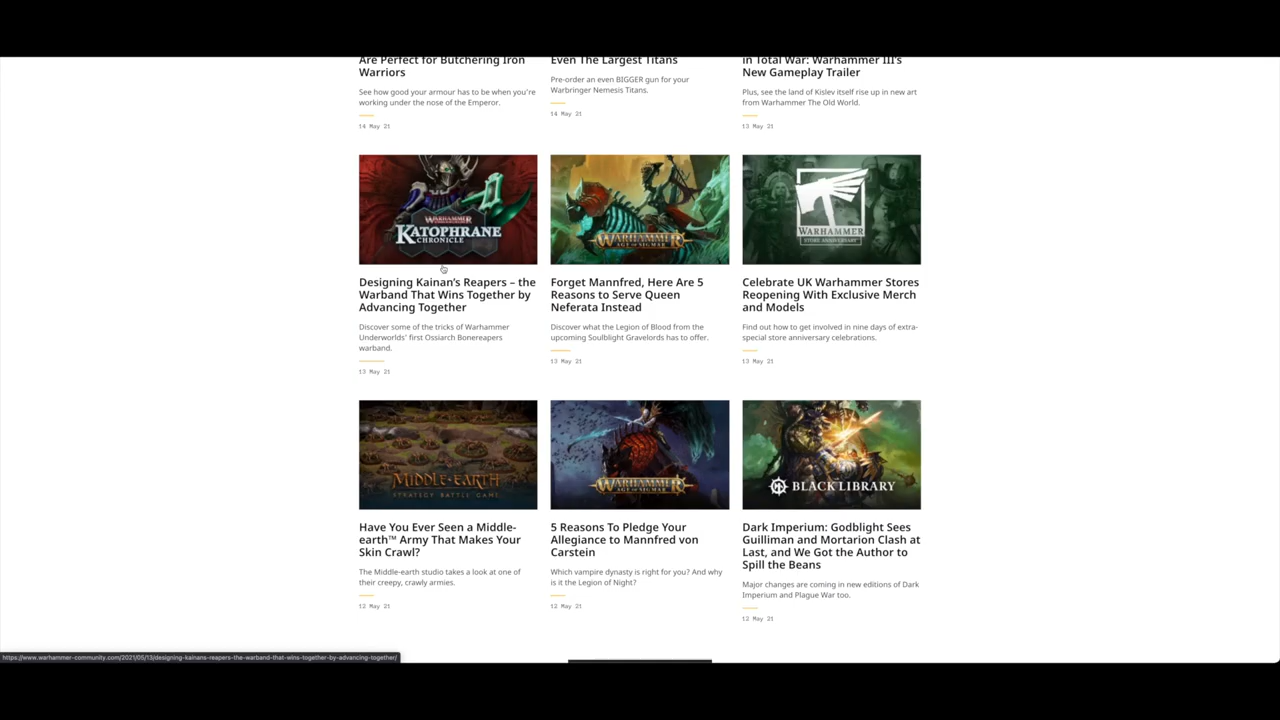 Are Perfect for Butchering Iron
Warriors
See how good your armour has to be when you're
working under the nose of the Emperor.
14 May 21
Even The Largest Titans
Pre-order an even BIGGER gun for your
Warbringer Nemesis Titans.
14 May 21
in Total War: Warhammer III's
New Gameplay Trailer
Plus, see the land of Kislev itself rise up in new art
from Warhammer The Old World.
13 May 21
WARHAMMER
KATOPHRANE
CHRONICLE
Designing Kainan's Reapers – the
Warband That Wins Together by
Advancing Together
Discover some of the tricks of Warhammer
Underworlds' first Ossiarch Bonereapers
warband.
13 May 21
WARHAMMER
AGE OF SIGMAR
Forget Mannfred, Here Are 5
Reasons to Serve Queen
Neferata Instead
Discover what the Legion of Blood from the
upcoming Soulblight Gravelords has to offer.
13 May 21
WARHAMMER
STORE ANNIVERSARY
Celebrate UK Warhammer Stores
Reopening With Exclusive Merch
and Models
Find out how to get involved in nine days of extra-
special store anniversary celebrations.
13 May 21
MIDDLE-EARTH
STRATEGY BATTLE GAME
Have You Ever Seen a Middle-
earth™ Army That Makes Your
Skin Crawl?
The Middle-earth studio takes a look at one of
their creepy, crawly armies.
12 May 21
WARHAMMER
AGE OF SIGMAR
5 Reasons To Pledge Your
Allegiance to Mannfred von
Carstein
Which vampire dynasty is right for you? And why
is it the Legion of Night?
12 May 21
BLACK LIBRARY
Dark Imperium: Godblight Sees
Guilliman and Mortarion Clash at
Last, and We Got the Author to
Spill the Beans
Major changes are coming in new editions of Dark
Imperium and Plague War too.
12 May 21
https://www.warhammer-community.com/2021/05/13/designing-kainans-reapers-the-warband-that-wins-together-by-advancing-together/